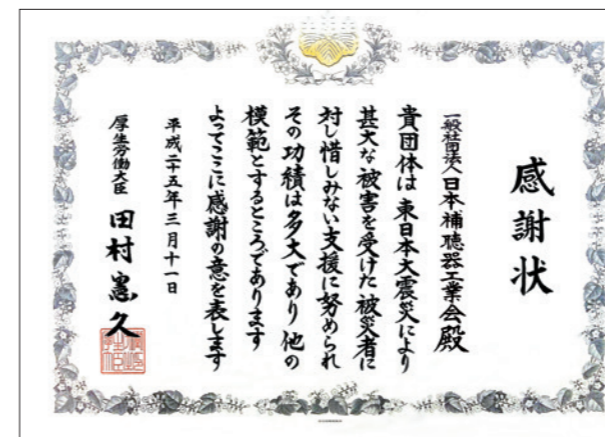 感謝状
一般社団法人日本補聴器工業会殿
貴団体は東日本大震災により
甚大な被害を受けた被災者に
対し惜しみない支援に努められ
その功績は多大であり他の
模範とするところであります
よってここに感謝の意を表します
平成二十五年三月十一日
厚生労働大臣 田村憲久